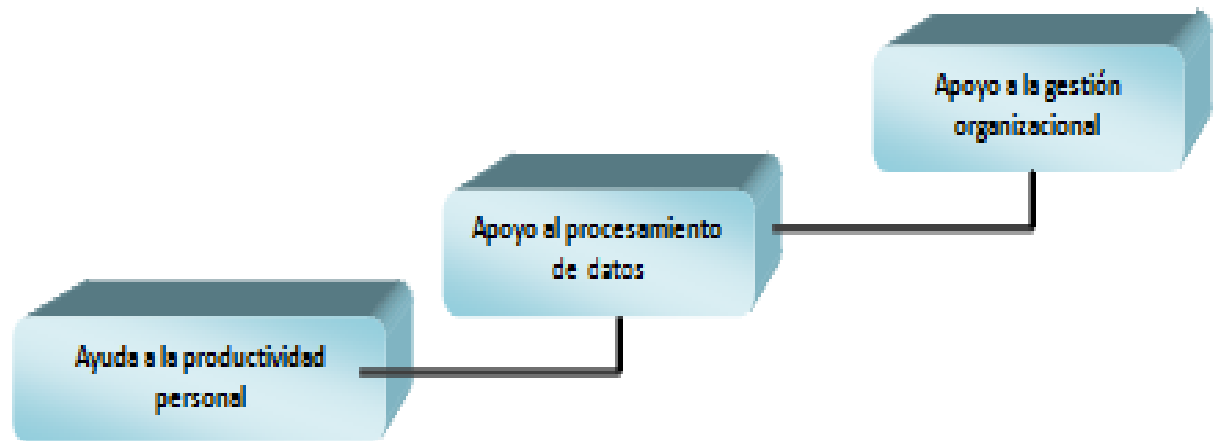 Apoyo a la gestión
organizacional
Apoyo al procesamiento
de datos
Ayuda a la productividad
personal